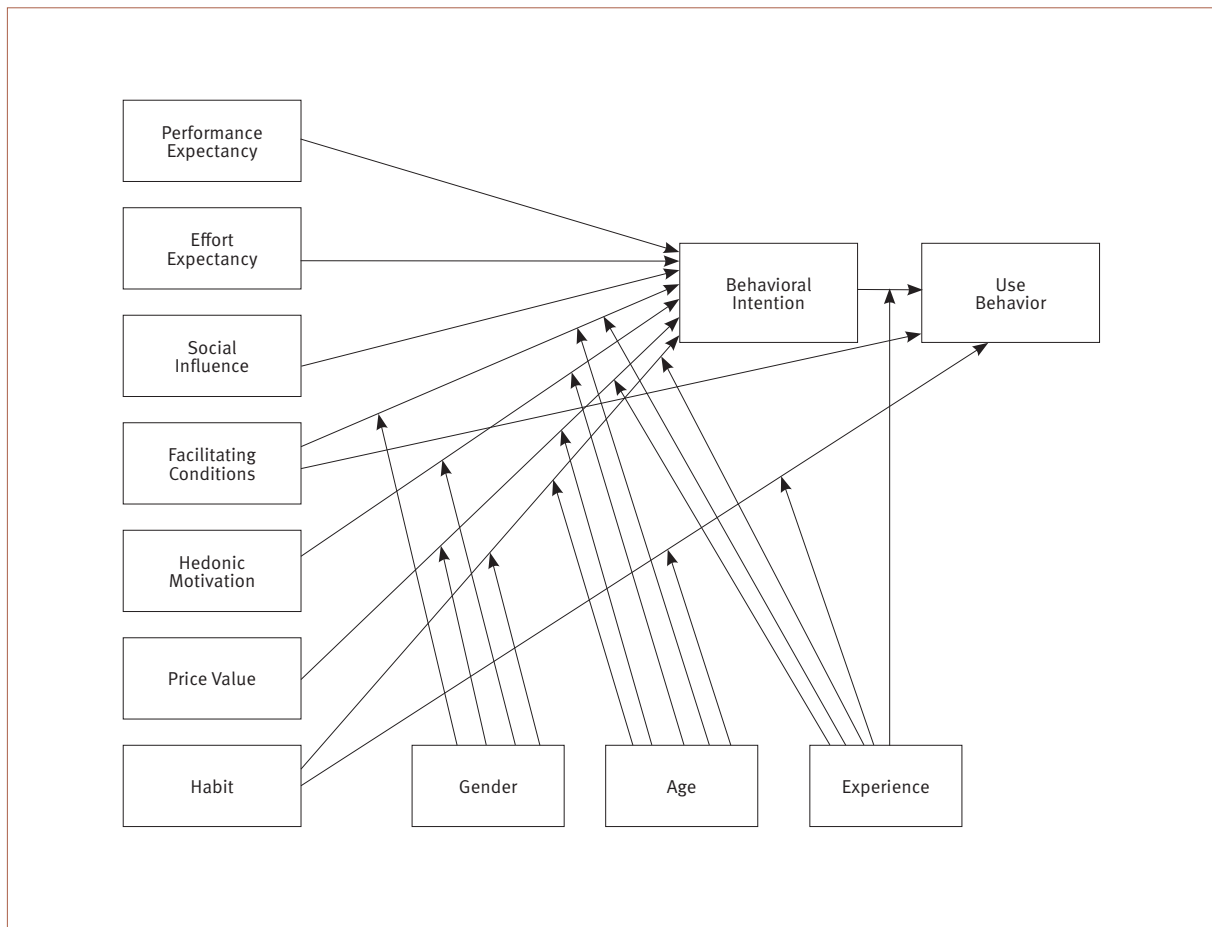 Performance
Expectancy
Effort
Expectancy
Social
Influence
Facilitating
Conditions
Hedonic
Motivation
Price Value
Habit
Behavioral
Intention
Use
Behavior
Gender
Age
Experience